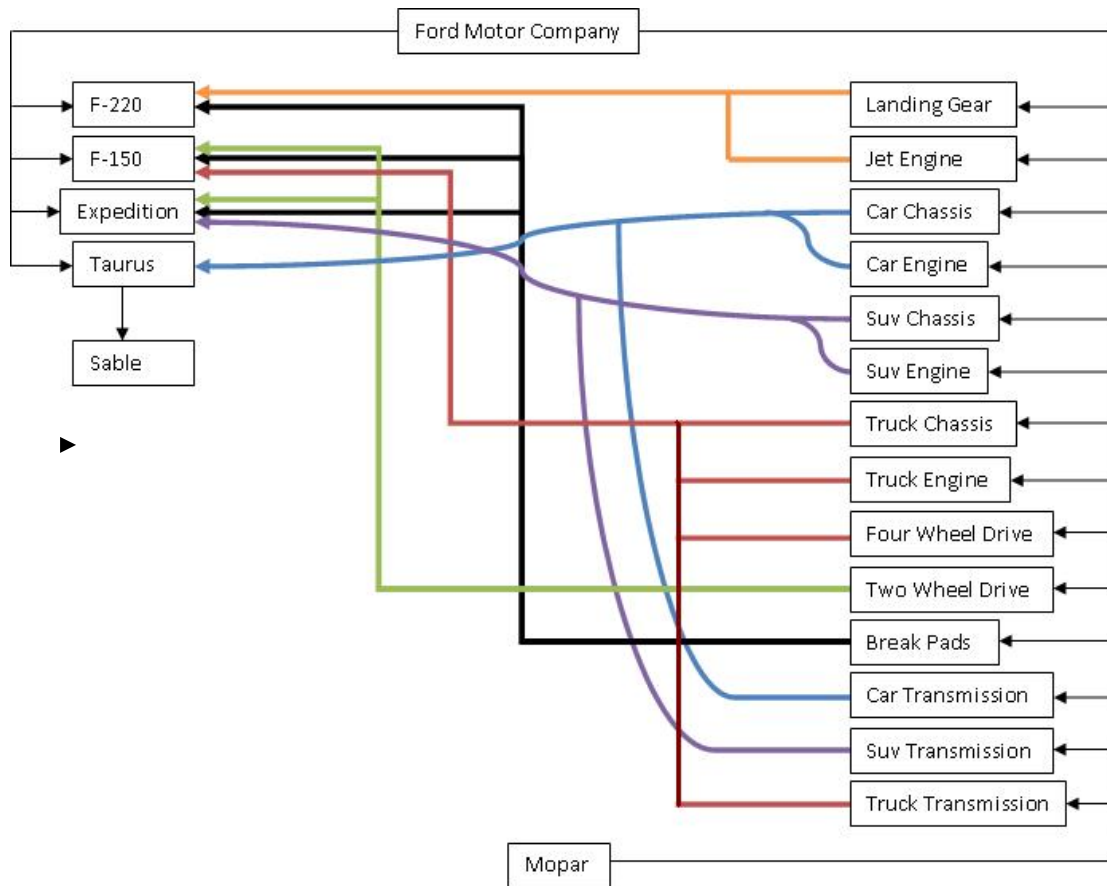 Ford Motor Company
F-220
F-150
Expedition
Taurus
Sable
Landing Gear
Jet Engine
Car Chassis
Car Engine
Suv Chassis
Suv Engine
Truck Chassis
Truck Engine
Four Wheel Drive
Two Wheel Drive
Break Pads
Car Transmission
Suv Transmission
Truck Transmission
Mopar